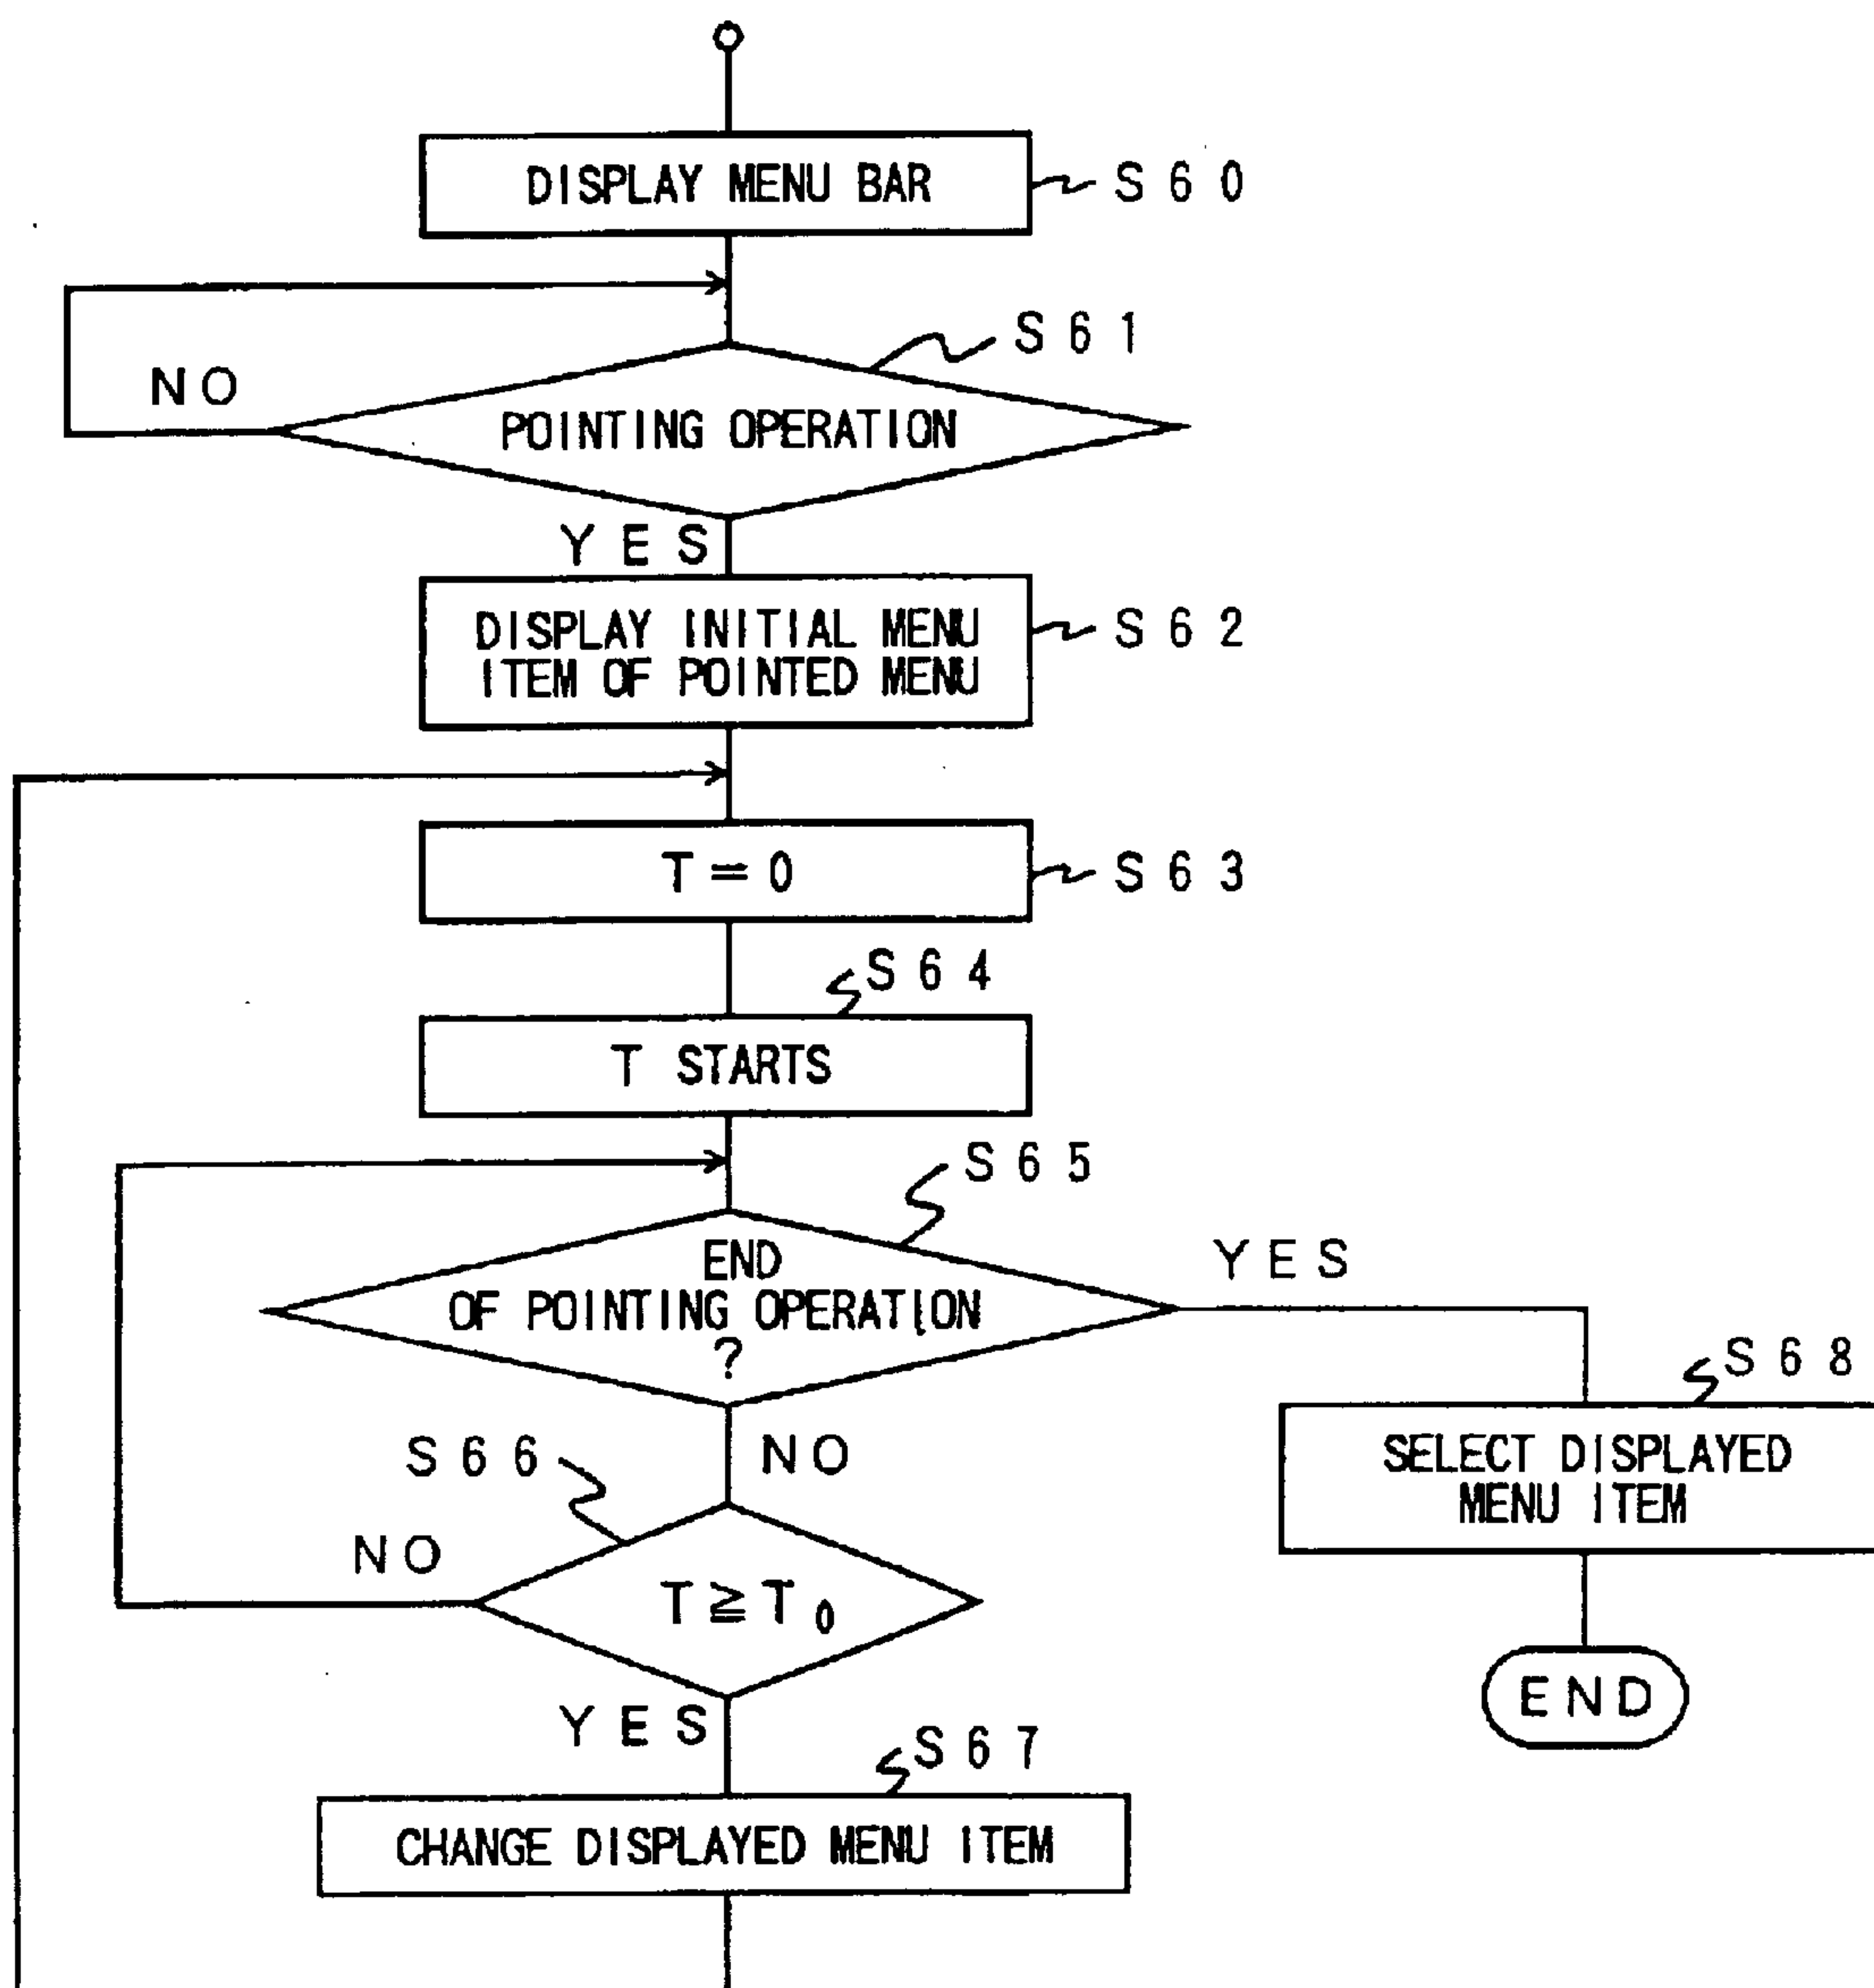 DISPLAY MENU BAR
S60
S61
NO
POINTING OPERATION
YES
DISPLAY INITIAL MENU
ITEM OF POINTED MENU
S62
T=0
S63
S64
T STARTS
S65
END
OF POINTING OPERATION
?
YES
S68
SELECT DISPLAYED
MENU ITEM
S66
NO
NO
T≧T₀
END
YES
S67
CHANGE DISPLAYED MENU ITEM